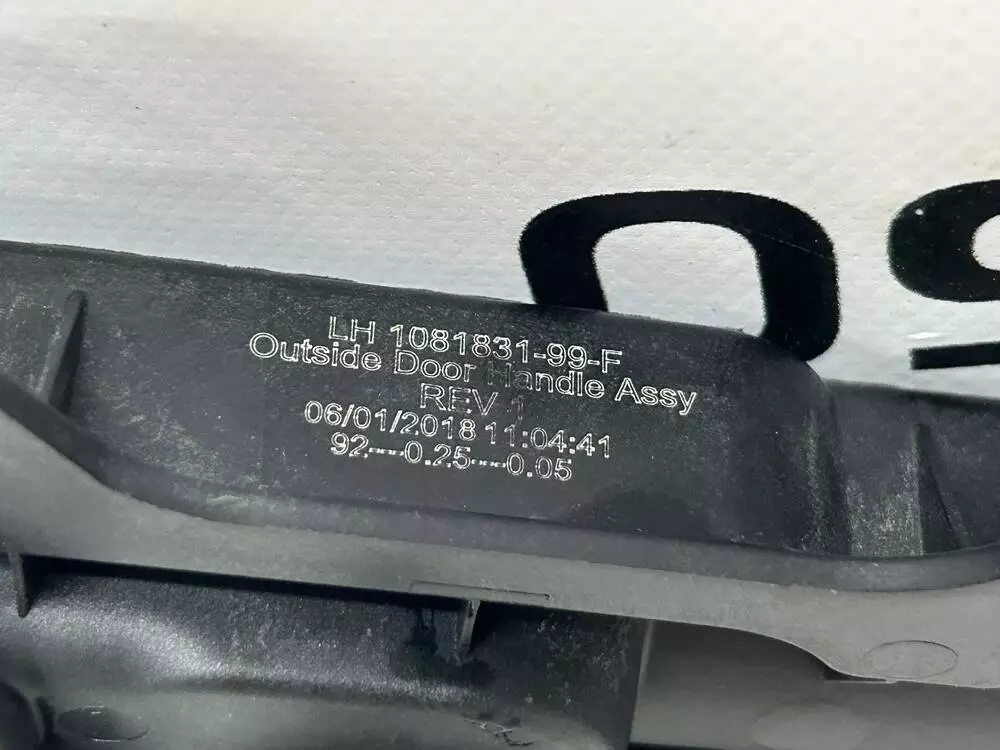 LH 1081831-99-F
Outside Door Handle Assy
REV 1
06/01/2018 11:04:41
92---0.25---0.05